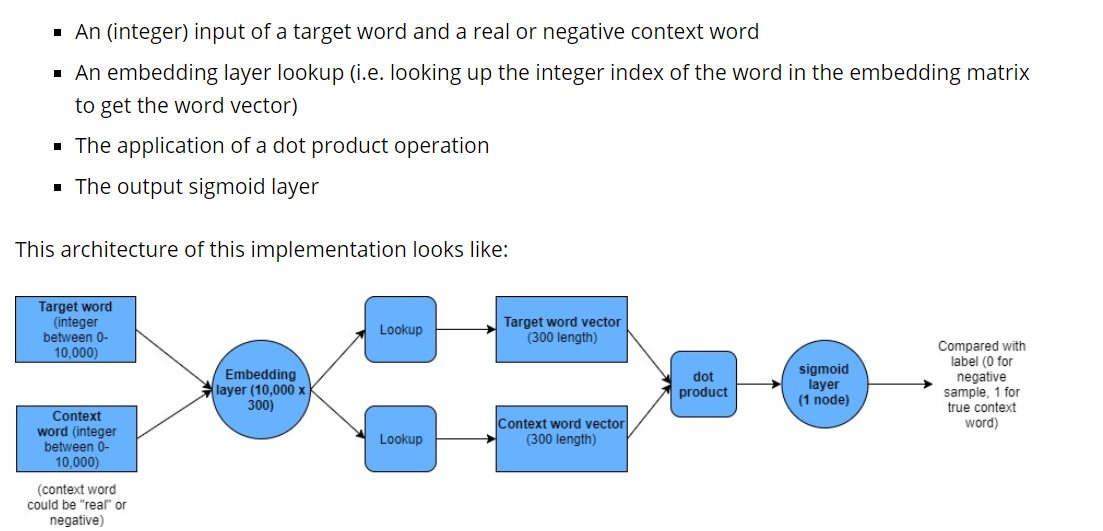 ▪ An (integer) input of a target word and a real or negative context word
▪ An embedding layer lookup (i.e. looking up the integer index of the word in the embedding matrix
to get the word vector)
▪ The application of a dot product operation
▪ The output sigmoid layer
This architecture of this implementation looks like:
Target word
(integer
between 0-
10,000)
Context
word (integer
between 0-
10,000)
(context word
could be "real" or
negative)
Embedding
layer (10,000 x
300)
Lookup
Lookup
Target word vector
(300 length)
Context word vector
(300 length)
dot
product
sigmoid
layer
(1 node)
Compared with
label (0 for
negative
sample, 1 for
true context
word)